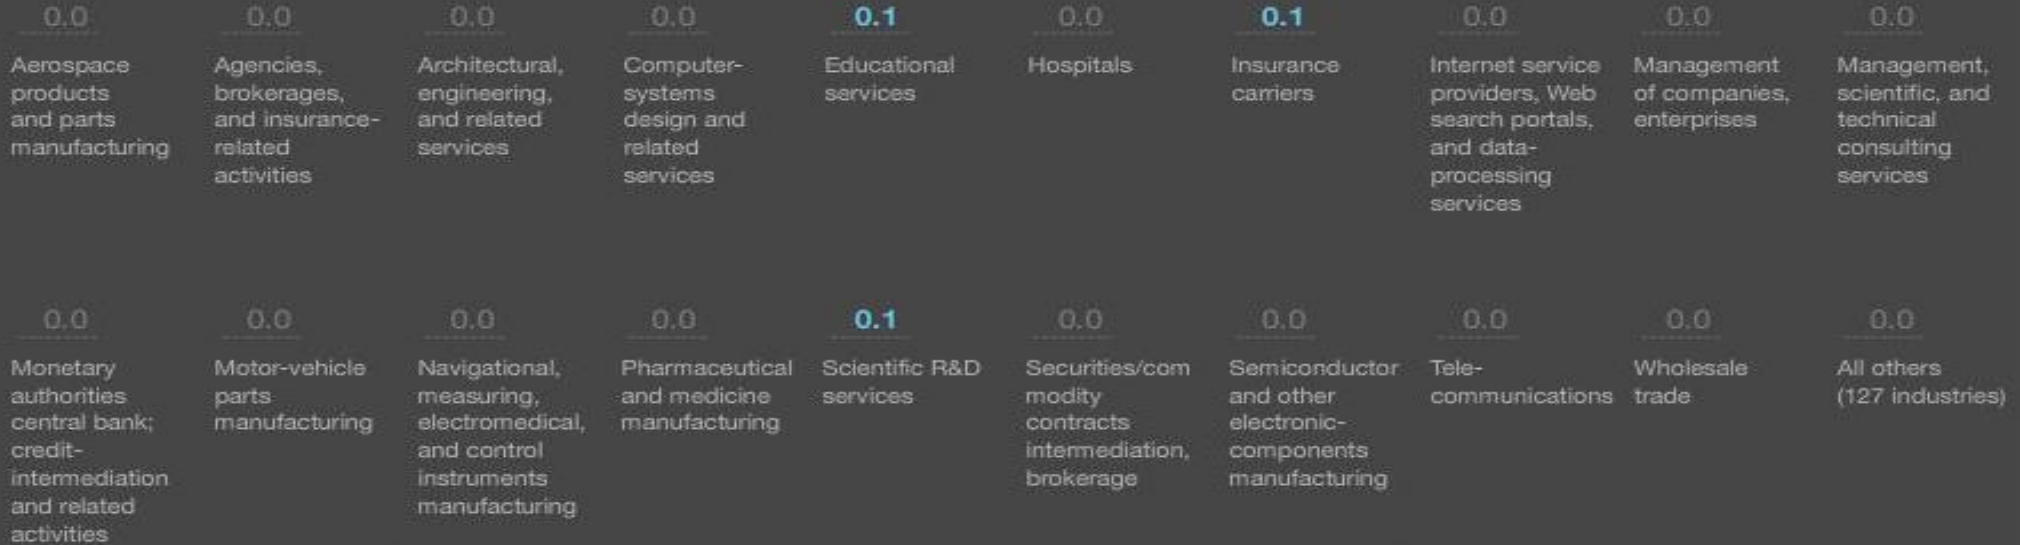 0.0 0.0 0.0 0.0 0.1 0.0 0.1 0.0 0.0 0.0
Aerospace
products
and parts
manufacturing
Agencies,
brokerages,
and insurance-
related
activities
Architectural,
engineering,
and related
services
Computer-
systems
design and
related
services
Educational
services
Hospitals
Insurance
carriers
Internet service
providers, Web
search portals,
and data-
processing
services
Management
of companies,
enterprises
Management,
scientific, and
technical
consulting
services
0.0 0.0 0.0 0.0 0.1 0.0 0.0 0.0 0.0 0.0
Monetary
authorities
central bank;
credit-
intermediation
and related
activities
Motor-vehicle
parts
manufacturing
Navigational,
measuring,
electromedical,
and control
instruments
manufacturing
Pharmaceutical
and medicine
manufacturing
Scientific R&D
services
Securities/com
modity
contracts
intermediation,
brokerage
Semiconductor
and other
electronic-
components
manufacturing
Tele-
communications
Wholesale
trade
All others
(127 industries)